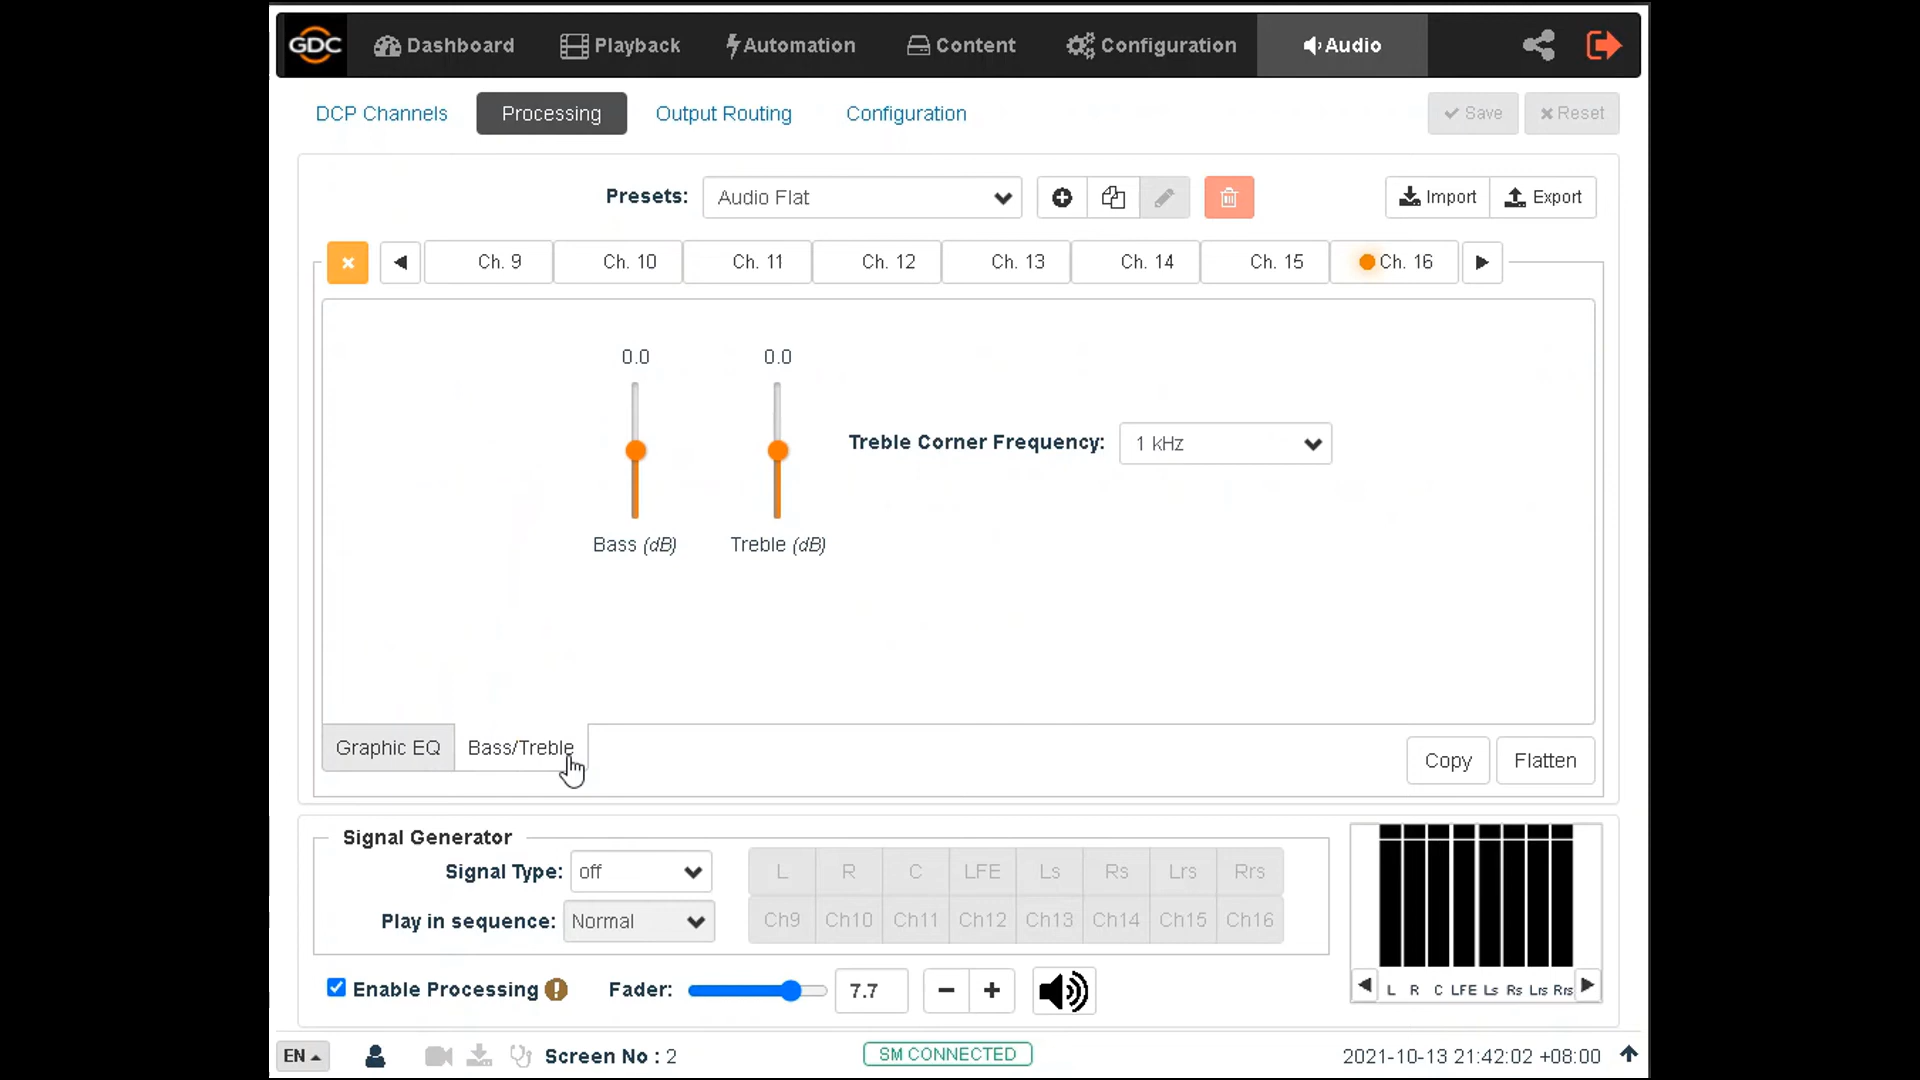 GDC Dashboard Playback Automation Content Configuration Audio
DCP Channels Processing Output Routing Configuration Save Reset
Presets: Audio Flat Import Export
Ch. 9 Ch. 10 Ch. 11 Ch. 12 Ch. 13 Ch. 14 Ch. 15 Ch. 16
0.0 0.0
Treble Corner Frequency: 1 kHz
Bass (dB) Treble (dB)
Graphic EQ Bass/Treble
Copy Flatten
Signal Generator
Signal Type: off L R C LFE Ls Rs Lrs Rrs
Play in sequence: Normal Ch9 Ch10 Ch11 Ch12 Ch13 Ch14 Ch15 Ch16
Enable Processing Fader: 7.7 L R C LFE Ls Rs Lrs Rrs
EN Screen No : 2 SM CONNECTED 2021-10-13 21:42:02 +08:00